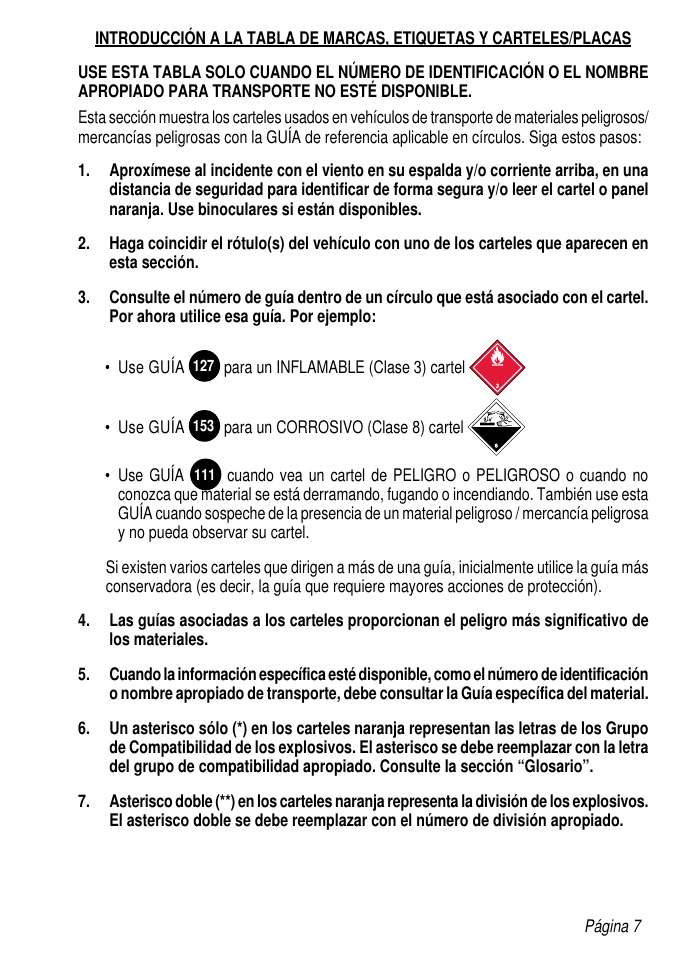 INTRODUCCIÓN A LA TABLA DE MARCAS, ETIQUETAS Y CARTELES/PLACAS
USE ESTA TABLA SOLO CUANDO EL NÚMERO DE IDENTIFICACIÓN O EL NOMBRE
APROPIADO PARA TRANSPORTE NO ESTÉ DISPONIBLE.
Esta sección muestra los carteles usados en vehículos de transporte de materiales peligrosos/
mercancías peligrosas con la GUÍA de referencia aplicable en círculos. Siga estos pasos:
1. Aproxímese al incidente con el viento en su espalda y/o corriente arriba, en una
distancia de seguridad para identificar de forma segura y/o leer el cartel o panel
naranja. Use binoculares si están disponibles.
2. Haga coincidir el rótulo(s) del vehículo con uno de los carteles que aparecen en
esta sección.
3. Consulte el número de guía dentro de un círculo que está asociado con el cartel.
Por ahora utilice esa guía. Por ejemplo:
• Use GUÍA 127 para un INFLAMABLE (Clase 3) cartel 3
• Use GUÍA 153 para un CORROSIVO (Clase 8) cartel 8
• Use GUÍA 111 cuando vea un cartel de PELIGRO o PELIGROSO o cuando no
conozca que material se está derramando, fugando o incendiando. También use esta
GUÍA cuando sospeche de la presencia de un material peligroso / mercancía peligrosa
y no pueda observar su cartel.
Si existen varios carteles que dirigen a más de una guía, inicialmente utilice la guía más
conservadora (es decir, la guía que requiere mayores acciones de protección).
4. Las guías asociadas a los carteles proporcionan el peligro más significativo de
los materiales.
5. Cuando la información específica esté disponible, como el número de identificación
o nombre apropiado de transporte, debe consultar la Guía específica del material.
6. Un asterisco sólo (*) en los carteles naranja representan las letras de los Grupo
de Compatibilidad de los explosivos. El asterisco se debe reemplazar con la letra
del grupo de compatibilidad apropiado. Consulte la sección “Glosario”.
7. Asterisco doble (**) en los carteles naranja representa la división de los explosivos.
El asterisco doble se debe reemplazar con el número de división apropiado.
Página 7